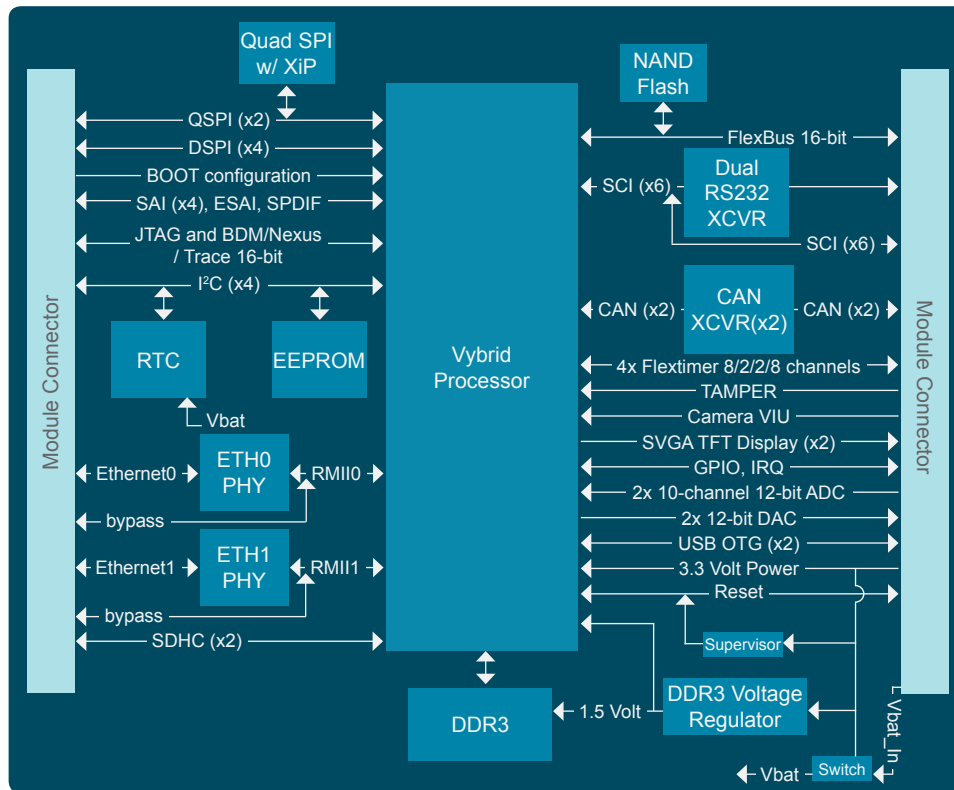 Quad SPI
w/ XiP
NAND
Flash
Module Connector
QSPI (x2)
DSPI (x4)
BOOT configuration
SAI (x4), ESAI, SPDIF
JTAG and BDM/Nexus
/ Trace 16-bit
I²C (x4)
RTC
EEPROM
Vbat
Ethernet0
ETH0
PHY
RMII0
bypass
Ethernet1
ETH1
PHY
RMII1
bypass
SDHC (x2)
Vybrid
Processor
DDR3
FlexBus 16-bit
SCI (x6)
Dual
RS232
XCVR
SCI (x6)
CAN (x2)
CAN
XCVR(x2)
CAN (x2)
4x Flextimer 8/2/2/8 channels
TAMPER
Camera VIU
SVGA TFT Display (x2)
GPIO, IRQ
2x 10-channel 12-bit ADC
2x 12-bit DAC
USB OTG (x2)
3.3 Volt Power
Reset
Supervisor
1.5 Volt
DDR3 Voltage
Regulator
Vbat_In
Vbat
Switch
Module Connector